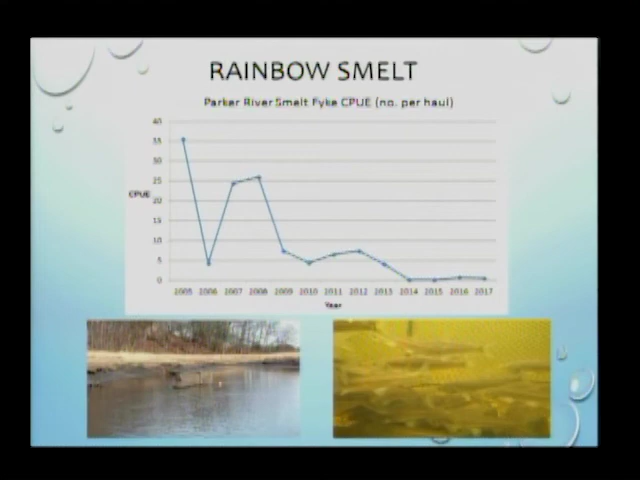 RAINBOW SMELT
Parker River Smelt Fyke CPUE (no. per haul)
40
35
30
25
CPUE 20
15
10
5
0
2005 2006 2007 2008 2009 2010 2011 2012 2013 2014 2015 2016 2017
Year